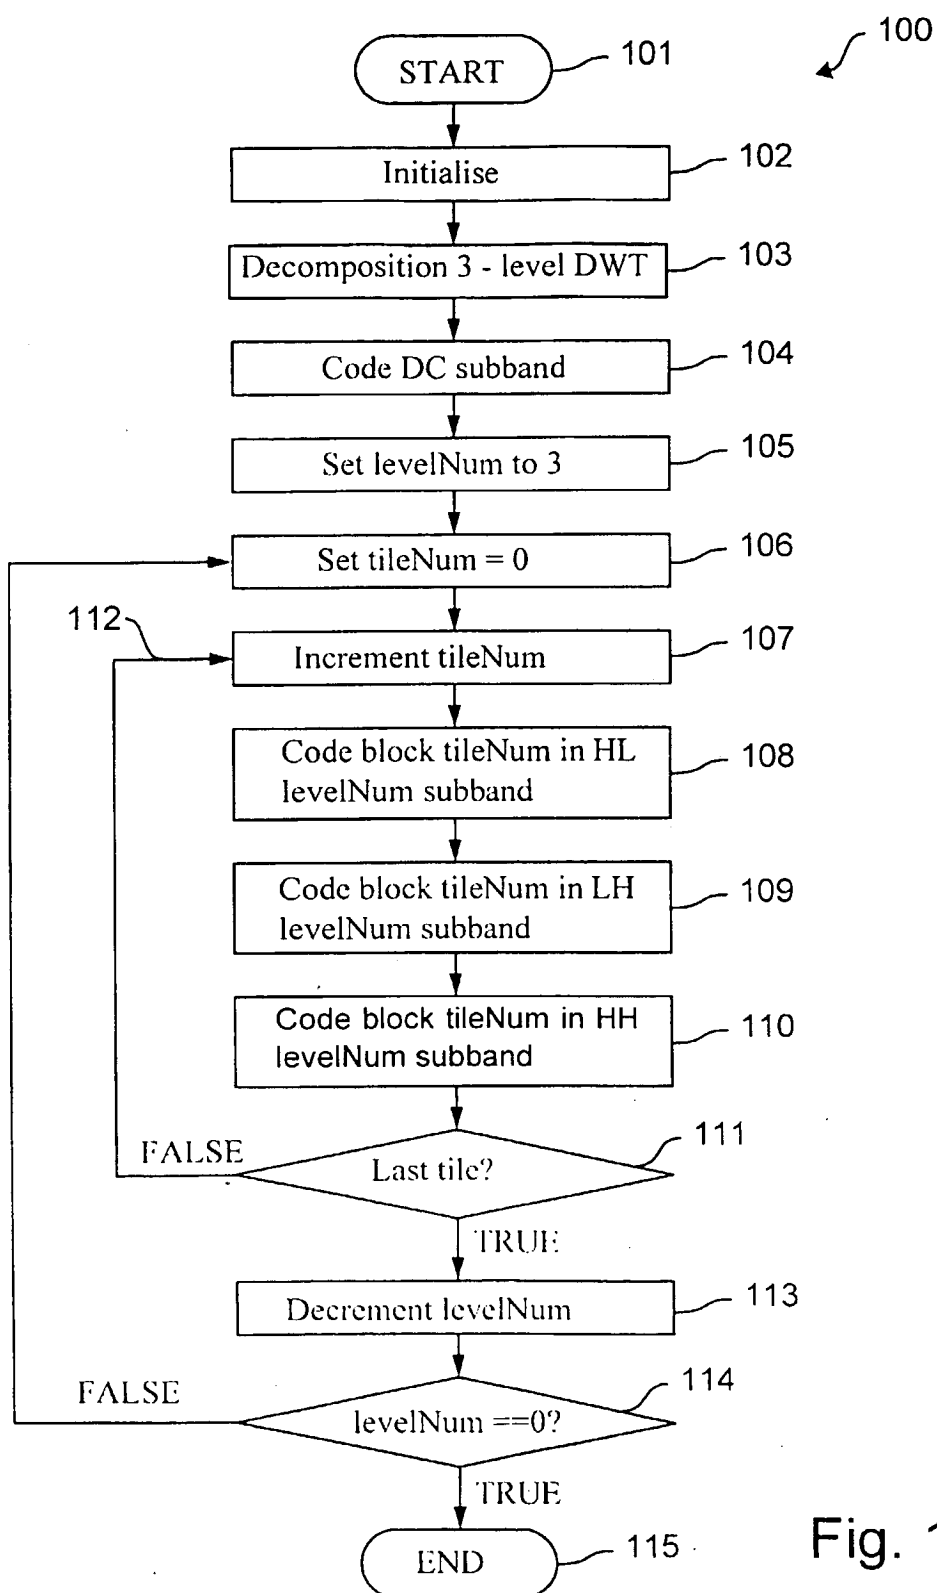 100
START
101
Initialise
102
Decomposition 3 - level DWT
103
Code DC subband
104
Set levelNum to 3
105
Set tileNum = 0
106
112
Increment tileNum
107
Code block tileNum in HL
levelNum subband
108
Code block tileNum in LH
levelNum subband
109
Code block tileNum in HH
levelNum subband
110
FALSE
Last tile?
111
TRUE
Decrement levelNum
113
FALSE
levelNum ==0?
114
TRUE
END
115
Fig.